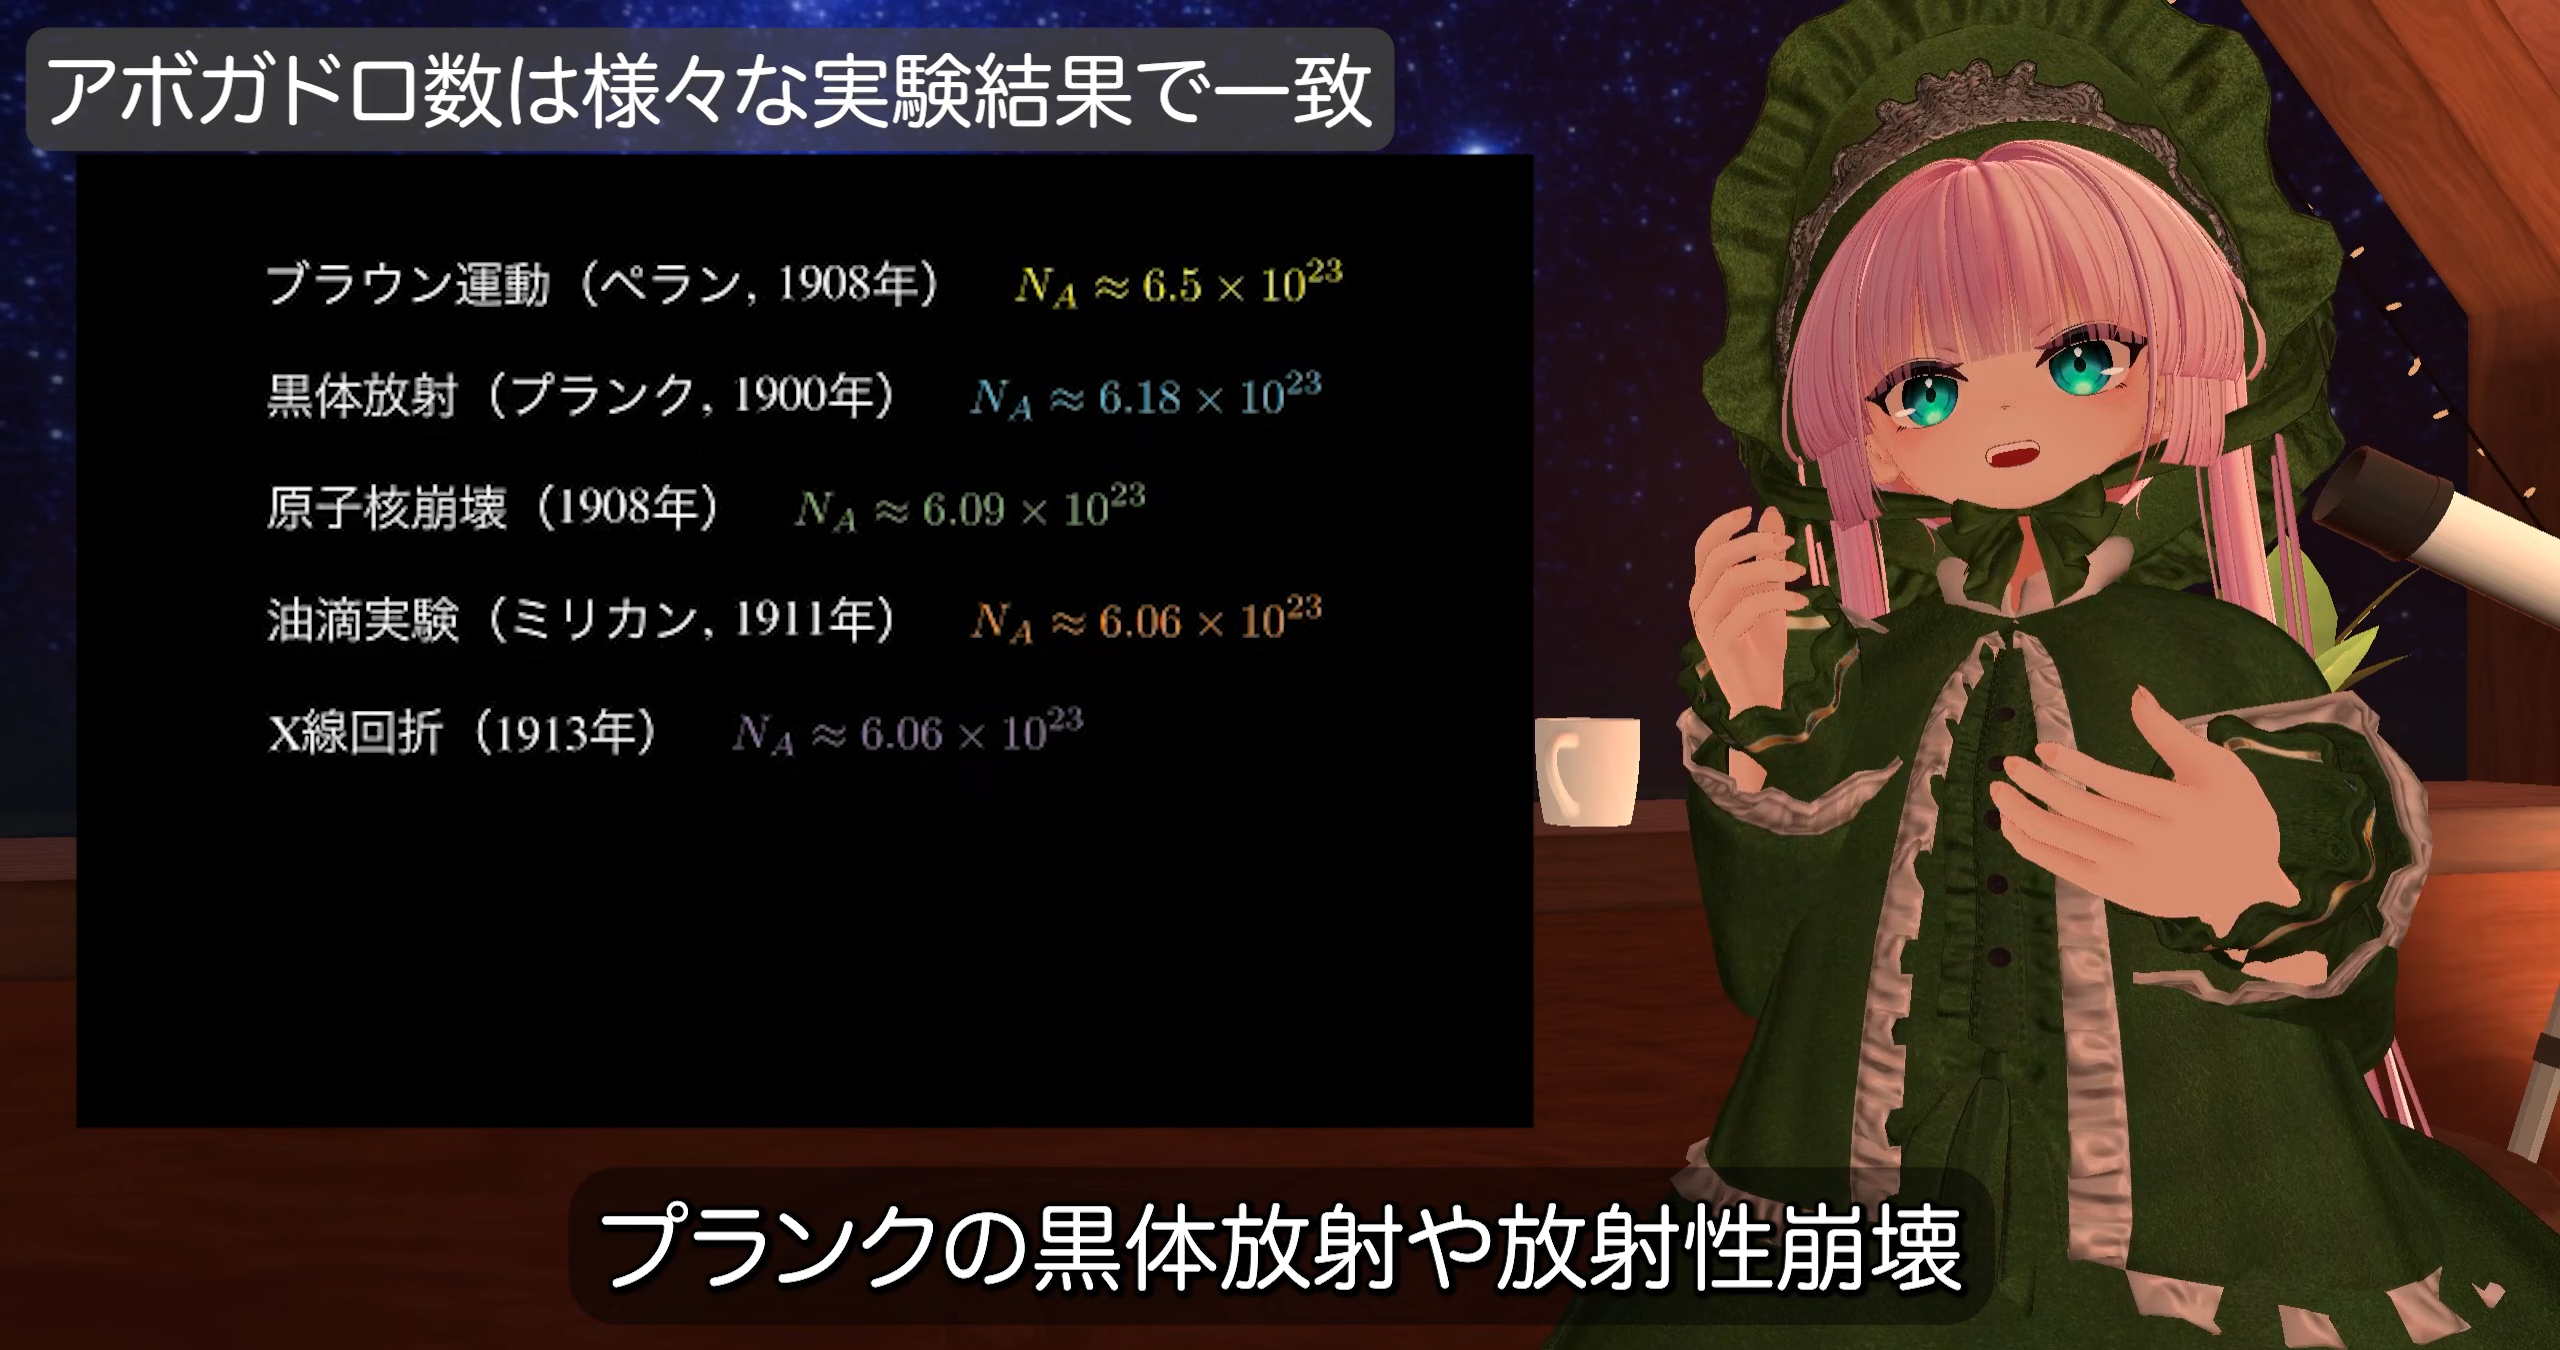 アボガドロ数は様々な実験結果で一致
ブラウン運動（ペラン, 1908年） N_A ≈ 6.5 × 10^23
黒体放射（プランク, 1900年） N_A ≈ 6.18 × 10^23
原子核崩壊（1908年） N_A ≈ 6.09 × 10^23
油滴実験（ミリカン, 1911年） N_A ≈ 6.06 × 10^23
X線回折（1913年） N_A ≈ 6.06 × 10^23
プランクの黒体放射や放射性崩壊